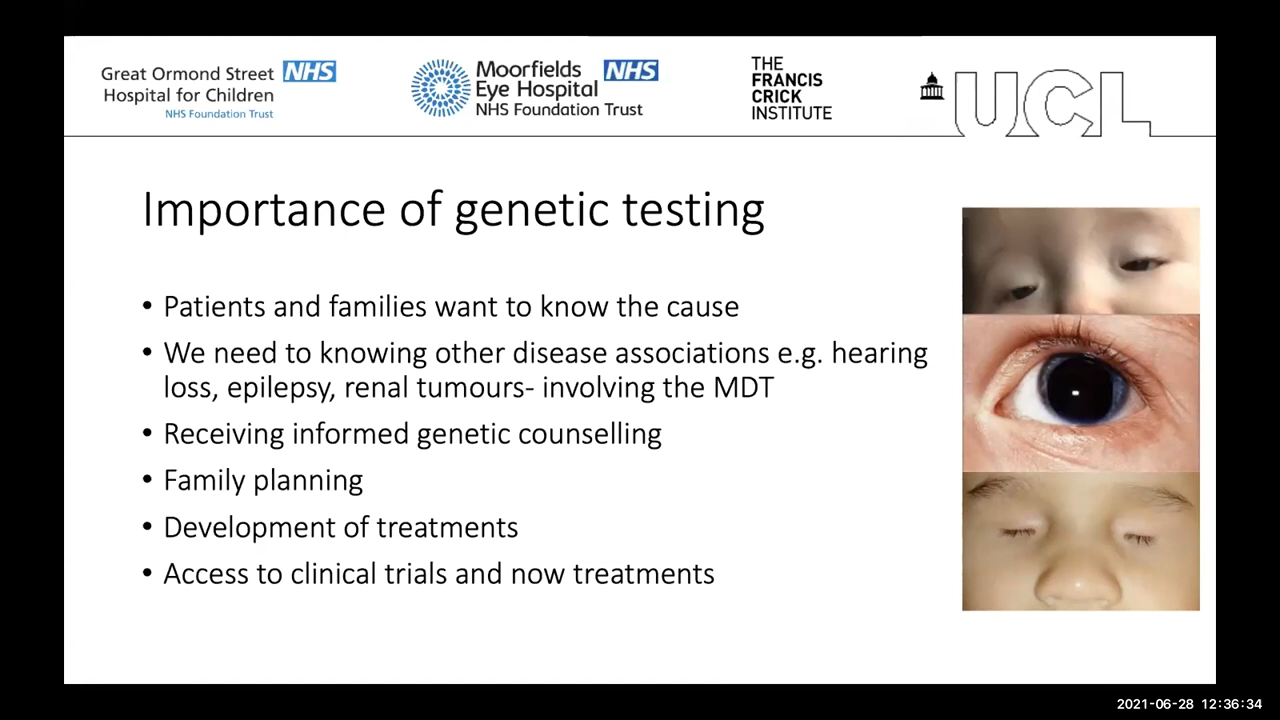 Great Ormond Street NHS
Hospital for Children
NHS Foundation Trust
Moorfields NHS
Eye Hospital
NHS Foundation Trust
THE
FRANCIS
CRICK
INSTITUTE
UCL
Importance of genetic testing
• Patients and families want to know the cause
• We need to knowing other disease associations e.g. hearing
loss, epilepsy, renal tumours- involving the MDT
• Receiving informed genetic counselling
• Family planning
• Development of treatments
• Access to clinical trials and now treatments
2021-06-28 12:36:34